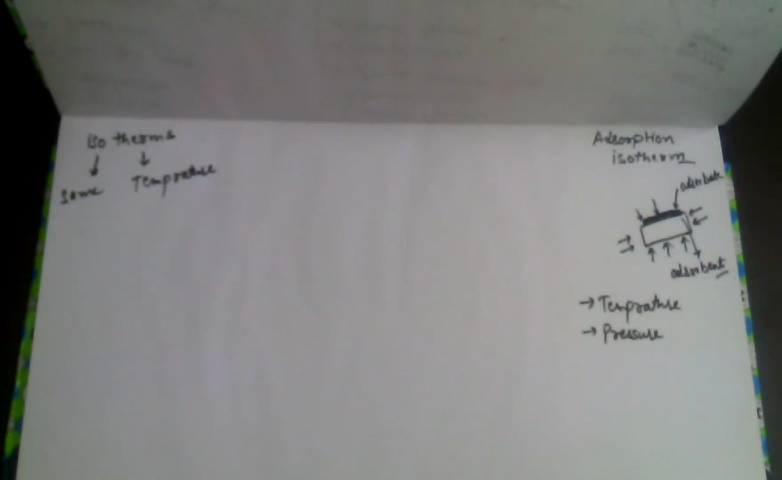 iso therms
Same Temprature
Adsorption
isotherm
adsorbate
adsorbent
→ Temprature
→ Pressure